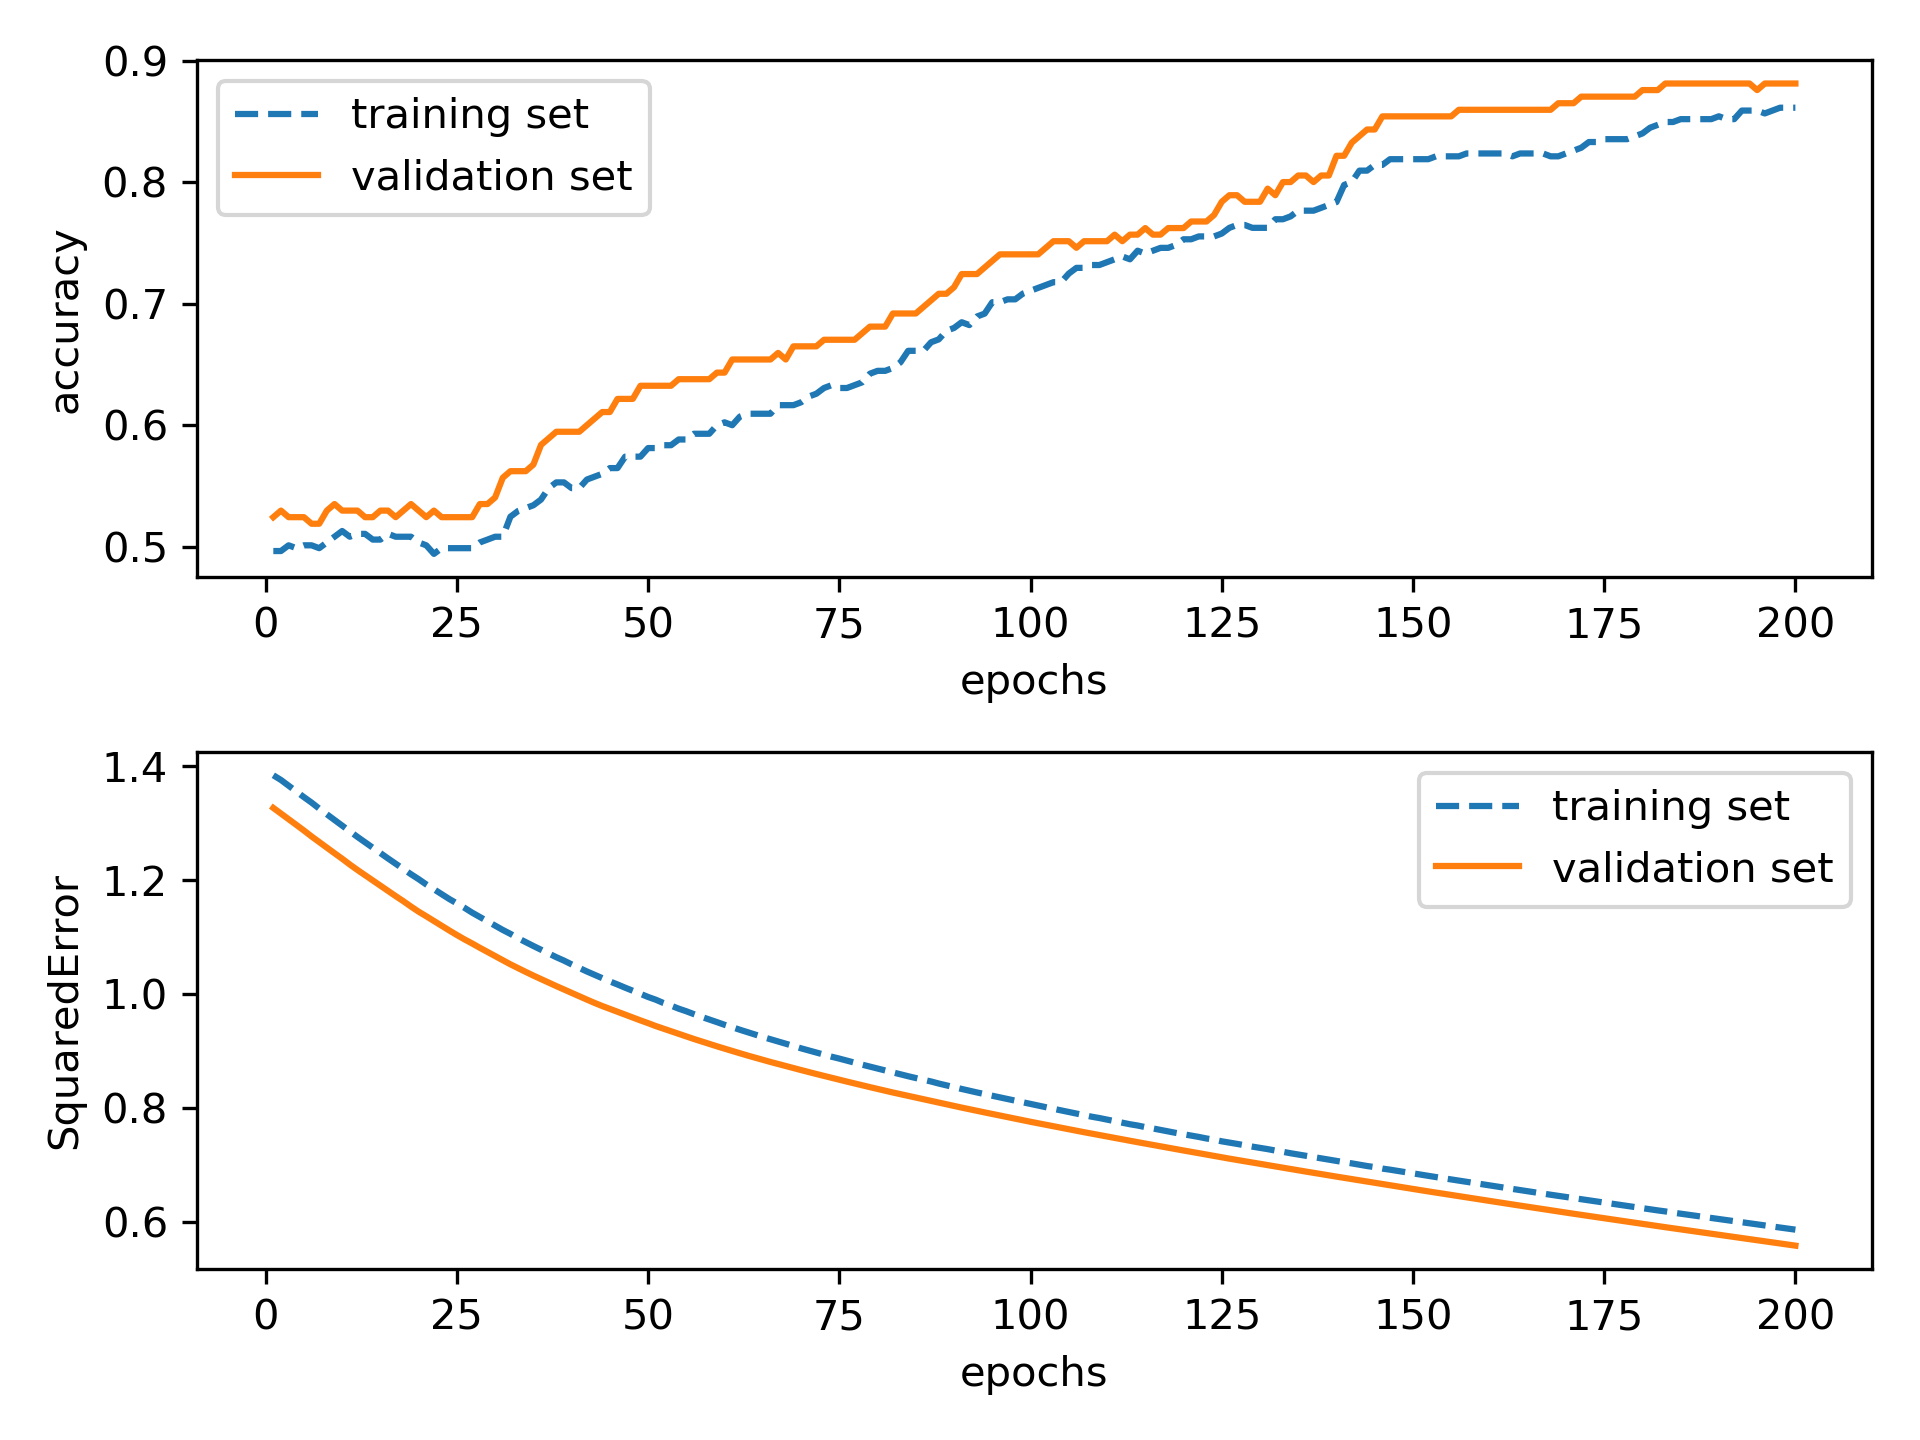 0.9
0.8
0.7
0.6
0.5
accuracy
training set
validation set
0 25 50 75 100 125 150 175 200
epochs
1.4
1.2
1.0
0.8
0.6
SquaredError
training set
validation set
0 25 50 75 100 125 150 175 200
epochs